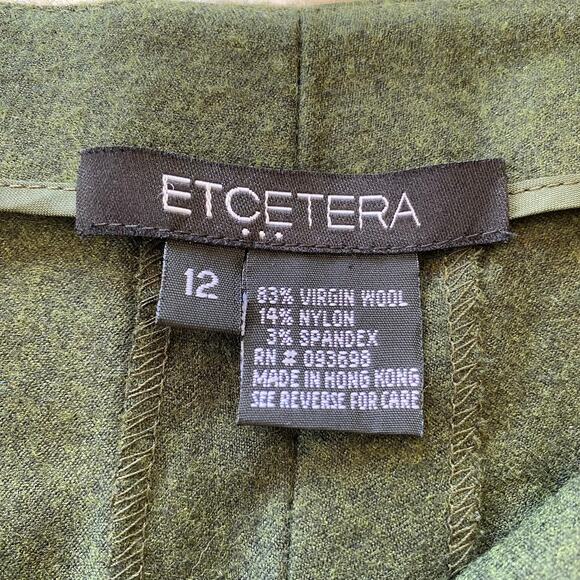 ETCETERA
...
12
83% VIRGIN WOOL
14% NYLON
3% SPANDEX
RN # 093698
MADE IN HONG KONG
SEE REVERSE FOR CARE